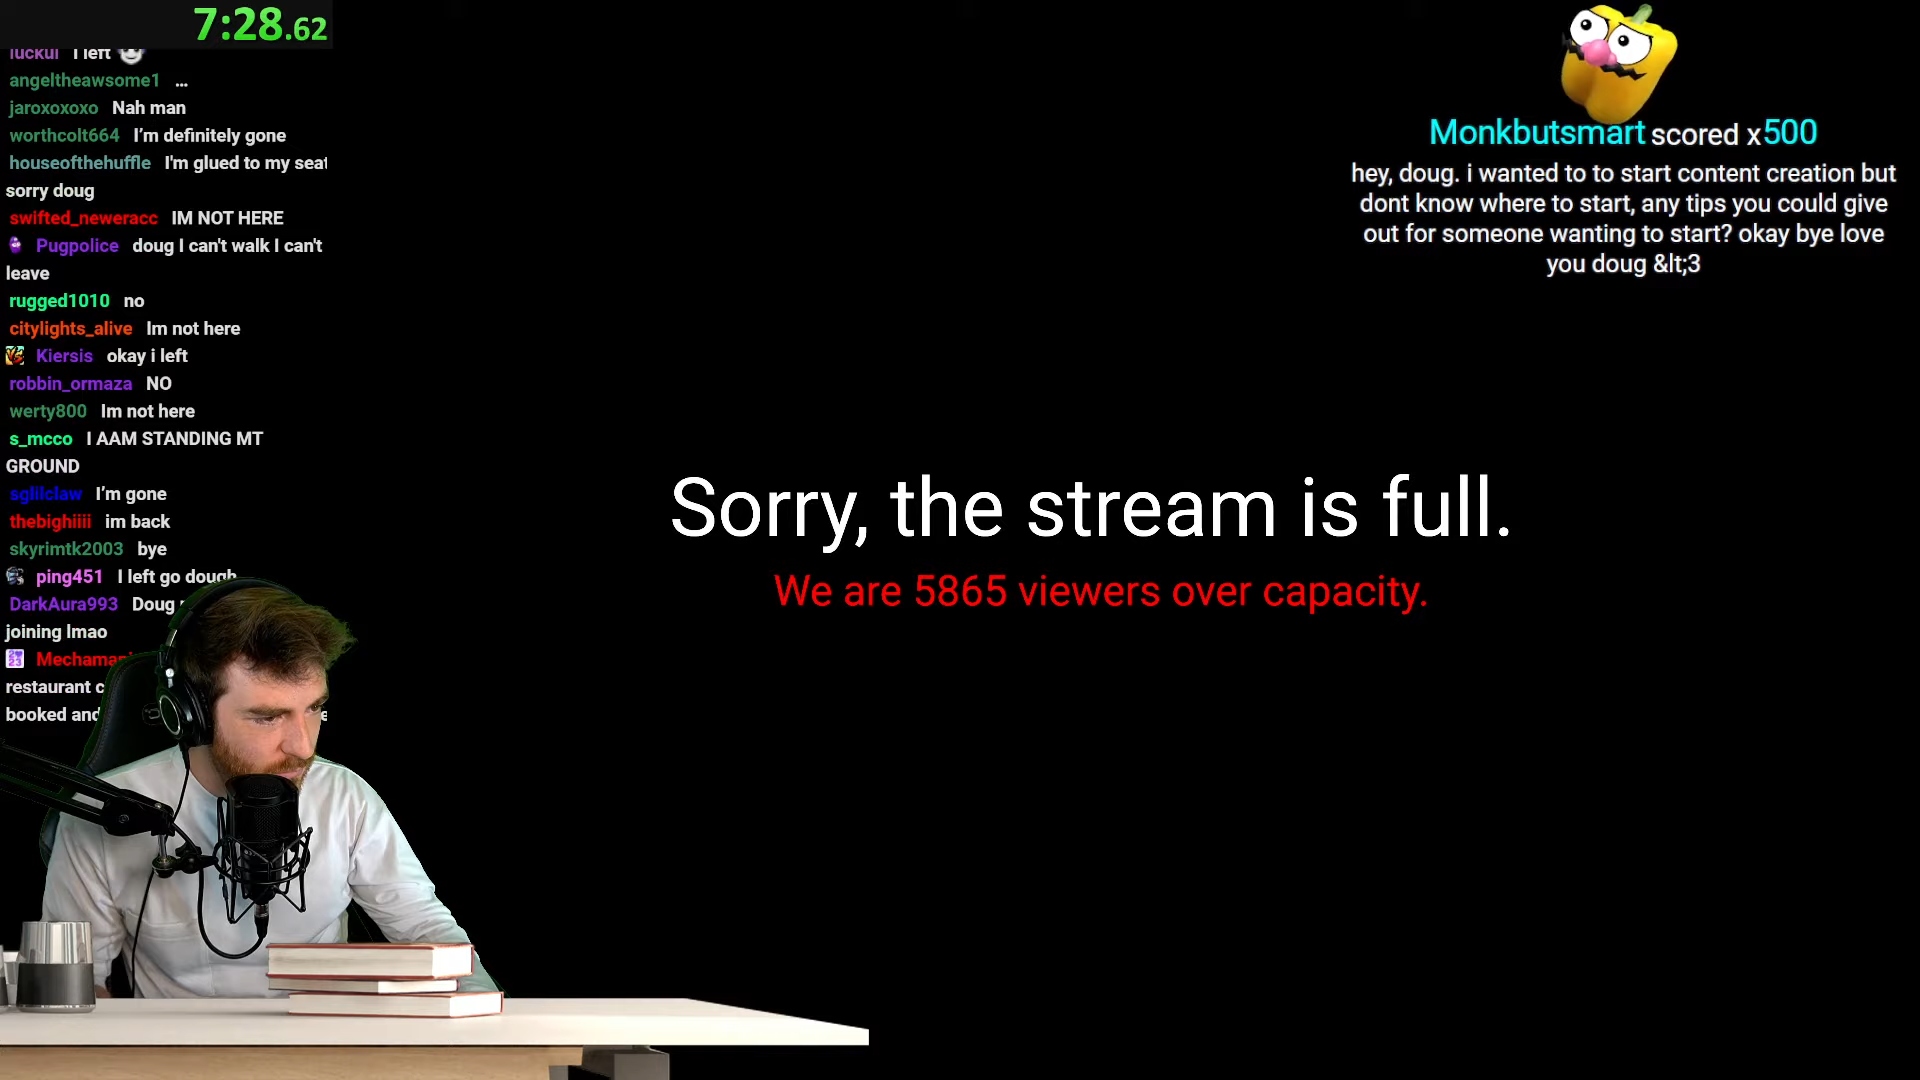 7:28.62
luckul I left
angeltheawsome1 ...
jaroxoxoxo Nah man
worthcolt664 I'm definitely gone
houseofthehuffle I'm glued to my seat
sorry doug
swifted_neweracc IM NOT HERE
Pugpolice doug I can't walk I can't
leave
rugged1010 no
citylights_alive Im not here
Kiersis okay i left
robbin_ormaza NO
werty800 Im not here
s_mcco I AAM STANDING MT
GROUND
sglilclaw I'm gone
thebighiiii im back
skyrimtk2003 bye
ping451 I left go dough
DarkAura993 Doug
joining lmao
restaurant
booked and
Monkbutsmart scored x500
hey, doug. i wanted to to start content creation but
dont know where to start, any tips you could give
out for someone wanting to start? okay bye love
you doug &lt;3
Sorry, the stream is full.
We are 5865 viewers over capacity.